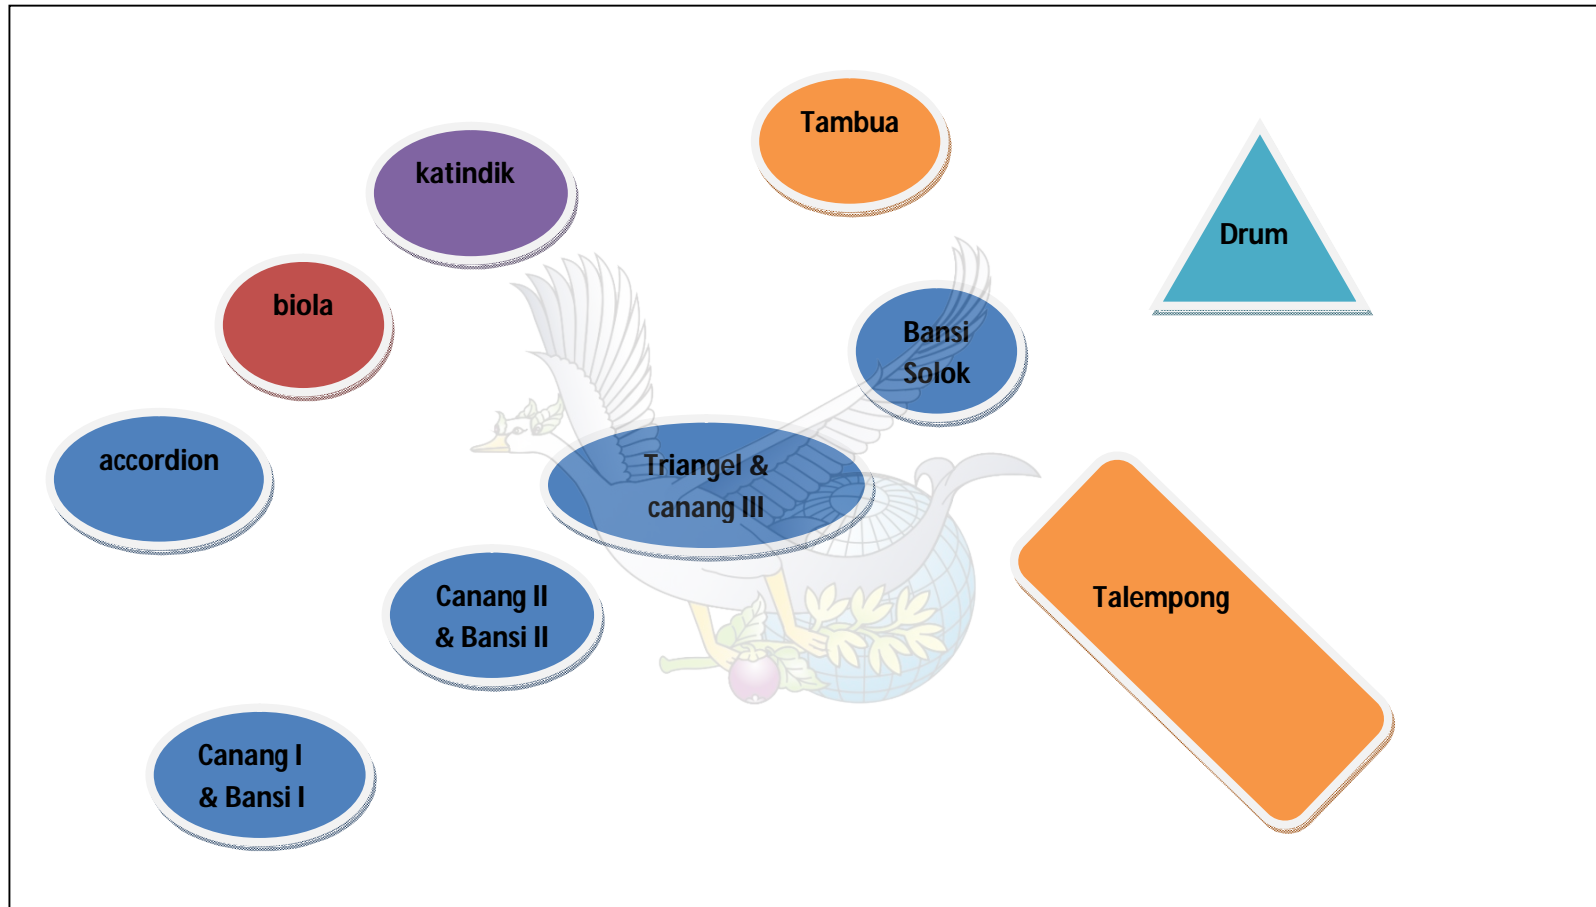 Tambua
katindik
Drum
biola
Bansi
Solok
accordion
Triangel &
canang III
Canang II
& Bansi II
Talempong
Canang I
& Bansi I